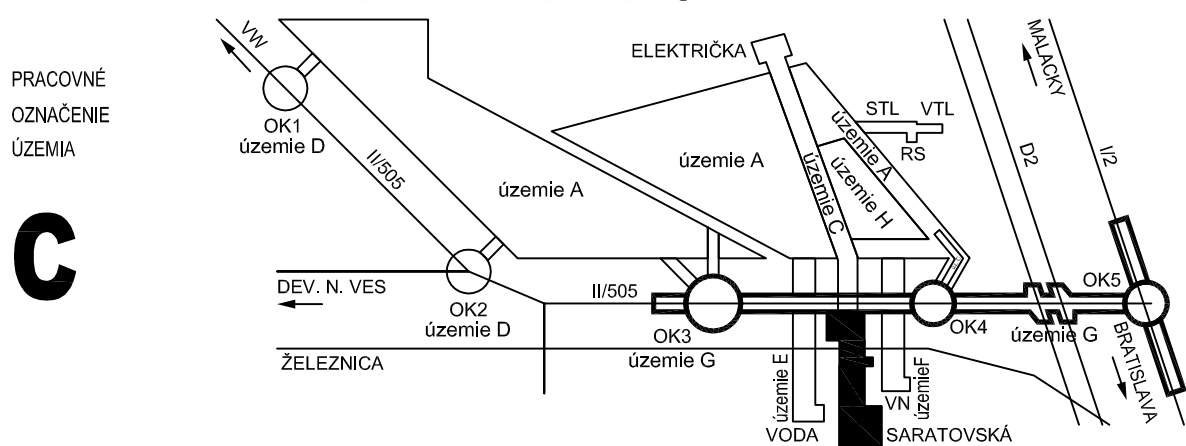 PRACOVNÉ
OZNAČENIE
ÚZEMIA
C
VW
OK1
územie D
II/505
územie A
DEV. N. VES
OK2
územie D
ŽELEZNICA
ELEKTRIČKA
územie A
územie C
územie A
územie H
STL VTL
RS
II/505
OK3
územie G
územie E
VODA
SARATOVSKÁ
VN
územieF
OK4
územie G
OK5
D2
I/2
MALACKY
BRATISLAVA